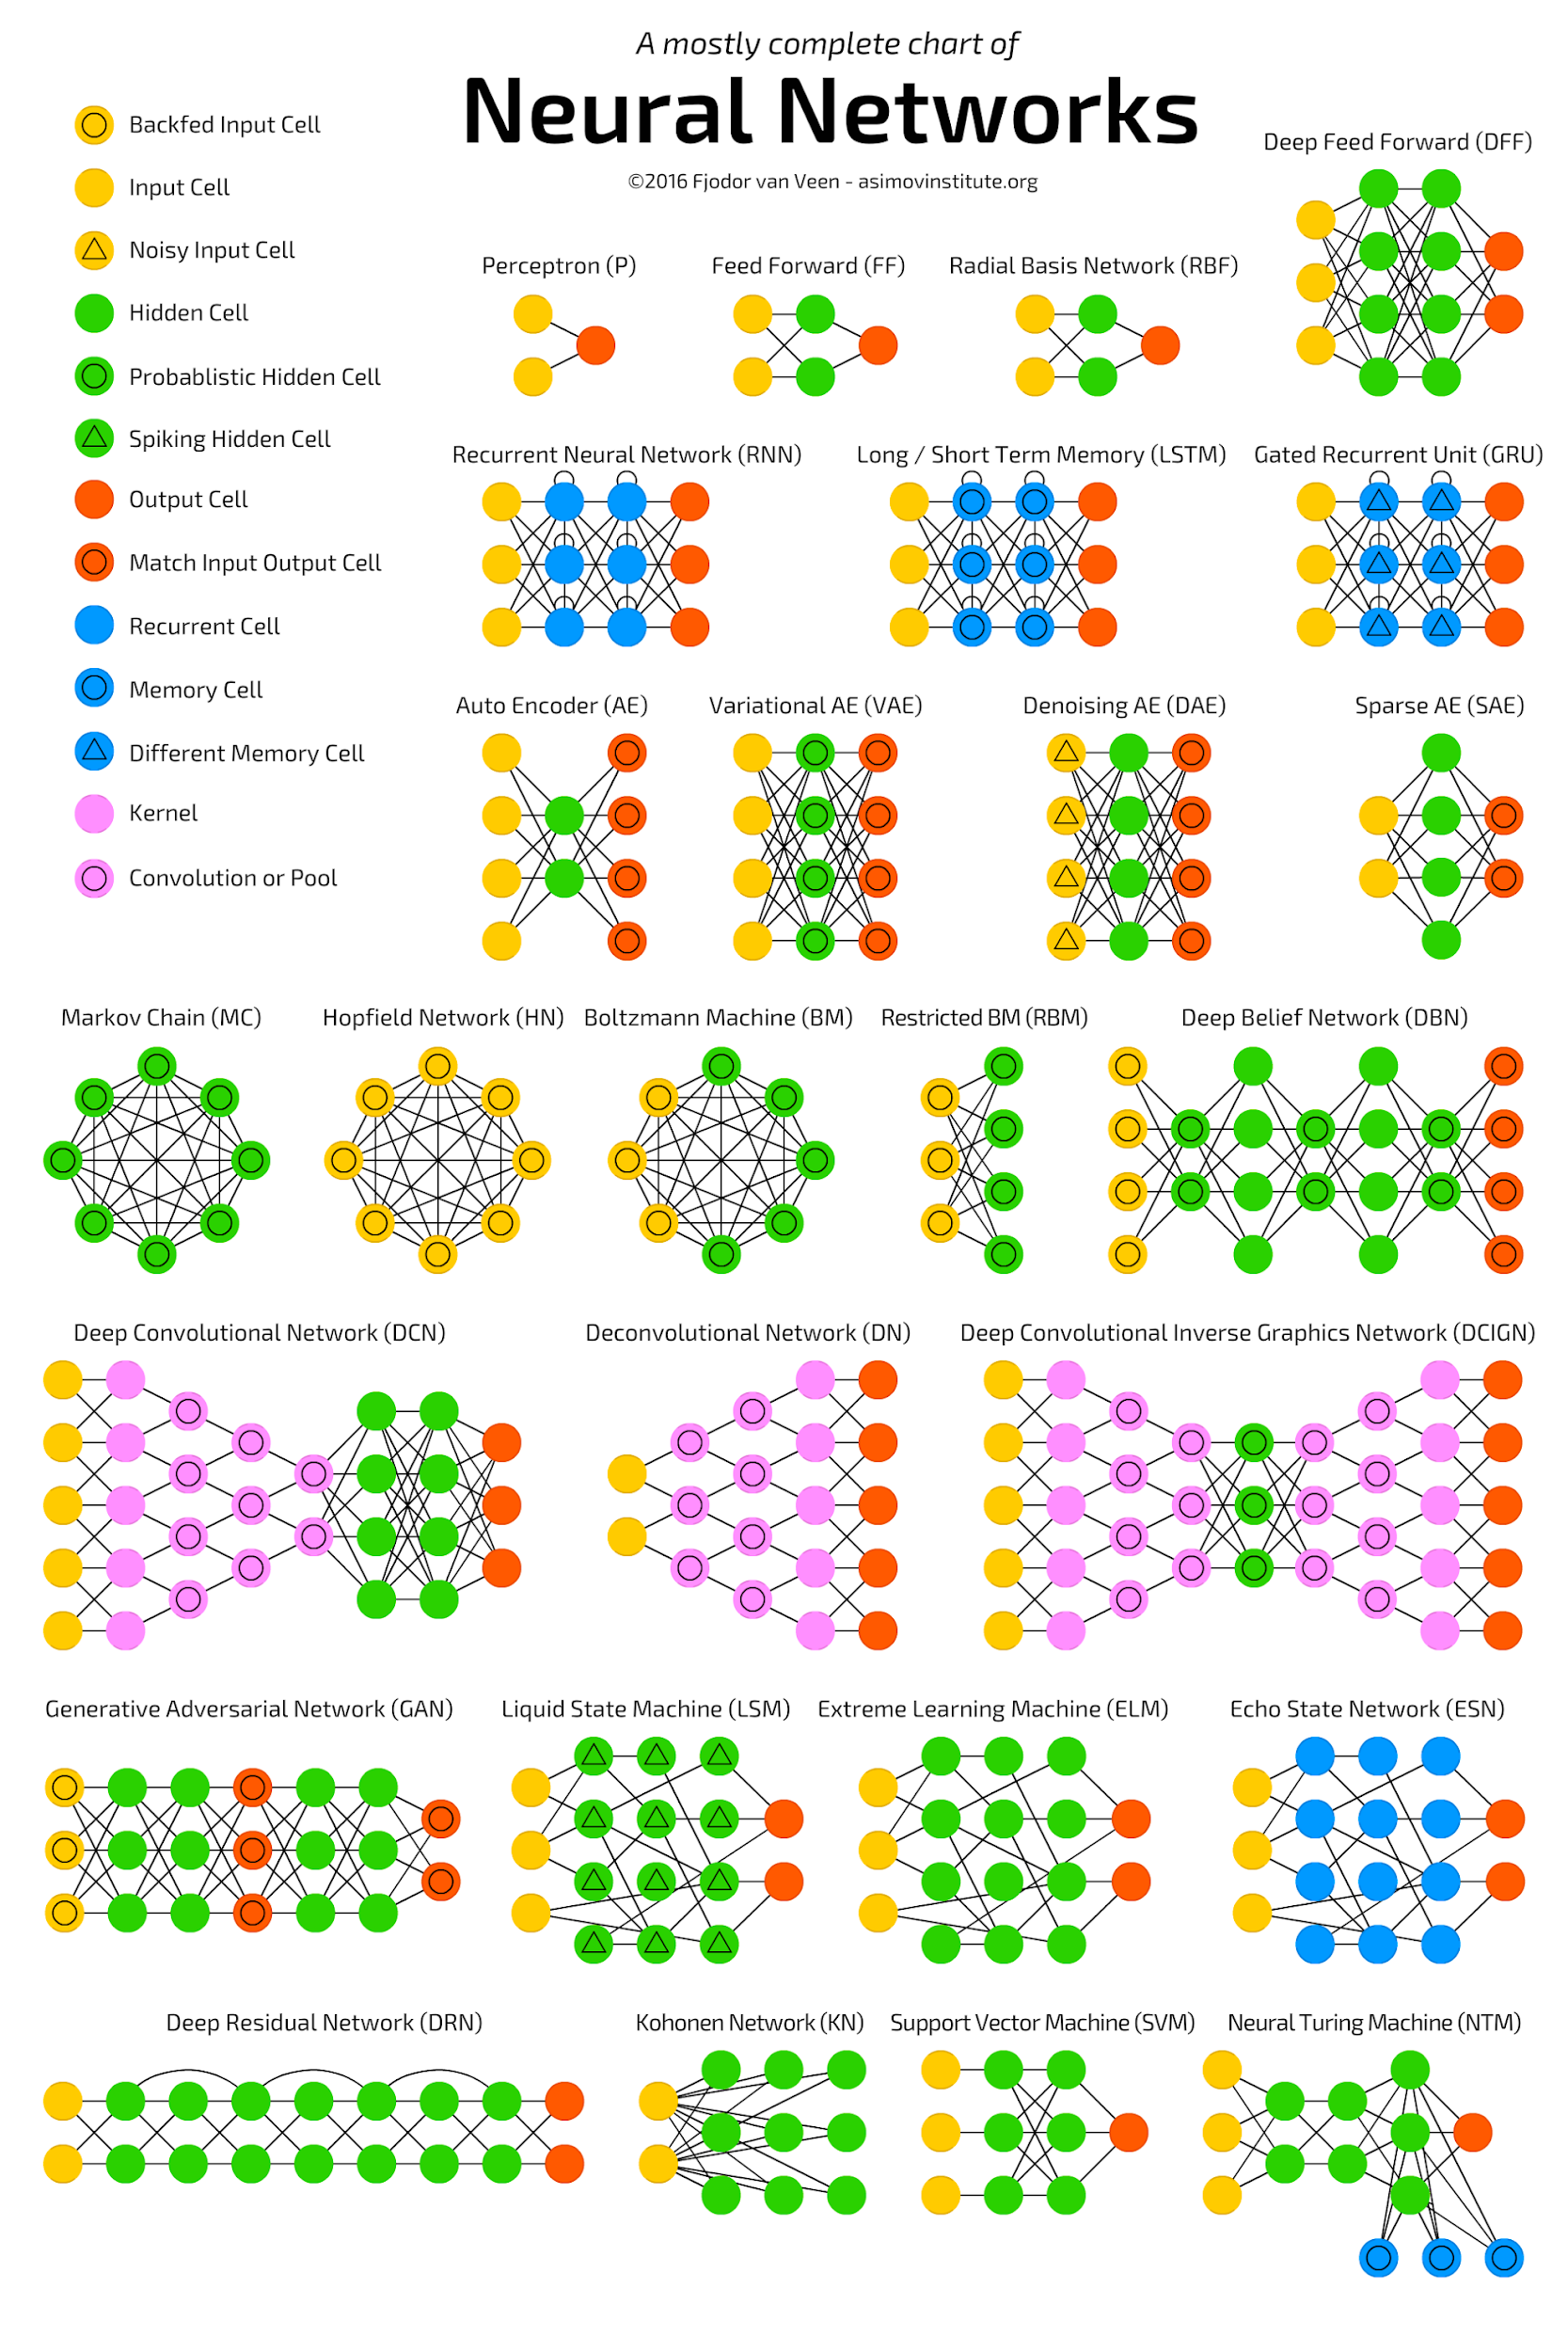 A mostly complete chart of
Neural Networks
©2016 Fjodor van Veen - asimovinstitute.org
Backfed Input Cell
Input Cell
Noisy Input Cell
Hidden Cell
Probablistic Hidden Cell
Spiking Hidden Cell
Output Cell
Match Input Output Cell
Recurrent Cell
Memory Cell
Different Memory Cell
Kernel
Convolution or Pool
Deep Feed Forward (DFF)
Perceptron (P)
Feed Forward (FF)
Radial Basis Network (RBF)
Recurrent Neural Network (RNN)
Long / Short Term Memory (LSTM)
Gated Recurrent Unit (GRU)
Auto Encoder (AE)
Variational AE (VAE)
Denoising AE (DAE)
Sparse AE (SAE)
Markov Chain (MC)
Hopfield Network (HN)
Boltzmann Machine (BM)
Restricted BM (RBM)
Deep Belief Network (DBN)
Deep Convolutional Network (DCN)
Deconvolutional Network (DN)
Deep Convolutional Inverse Graphics Network (DCIGN)
Generative Adversarial Network (GAN)
Liquid State Machine (LSM)
Extreme Learning Machine (ELM)
Echo State Network (ESN)
Deep Residual Network (DRN)
Kohonen Network (KN)
Support Vector Machine (SVM)
Neural Turing Machine (NTM)